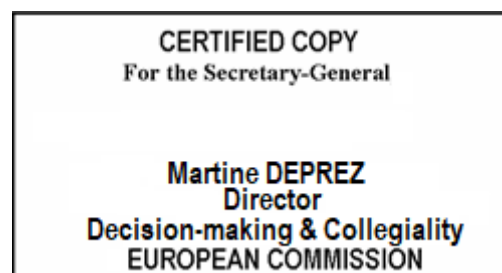 CERTIFIED COPY
For the Secretary-General
Martine DEPREZ
Director
Decision-making & Collegiality
EUROPEAN COMMISSION